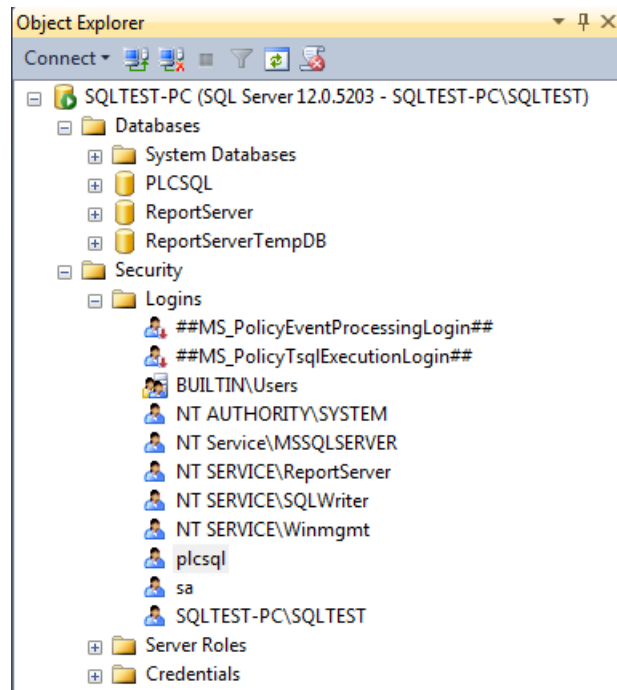 Object Explorer
Connect
SQLTEST-PC (SQL Server 12.0.5203 - SQLTEST-PC\SQLTEST)
Databases
System Databases
PLCSQL
ReportServer
ReportServerTempDB
Security
Logins
##MS_PolicyEventProcessingLogin##
##MS_PolicyTsqlExecutionLogin##
BUILTIN\Users
NT AUTHORITY\SYSTEM
NT Service\MSSQLSERVER
NT SERVICE\ReportServer
NT SERVICE\SQLWriter
NT SERVICE\Winmgmt
plcsql
sa
SQLTEST-PC\SQLTEST
Server Roles
Credentials